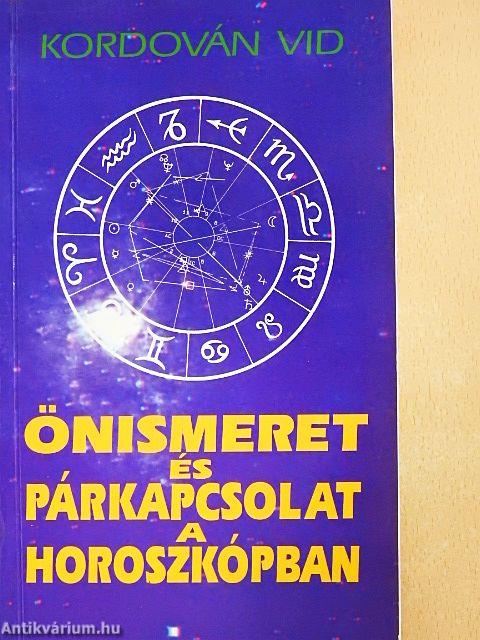 KORDOVÁN VID
ÖNISMERET
ÉS
PÁRKAPCSOLAT
A
HOROSZKÓPBAN
Antikvárium.hu